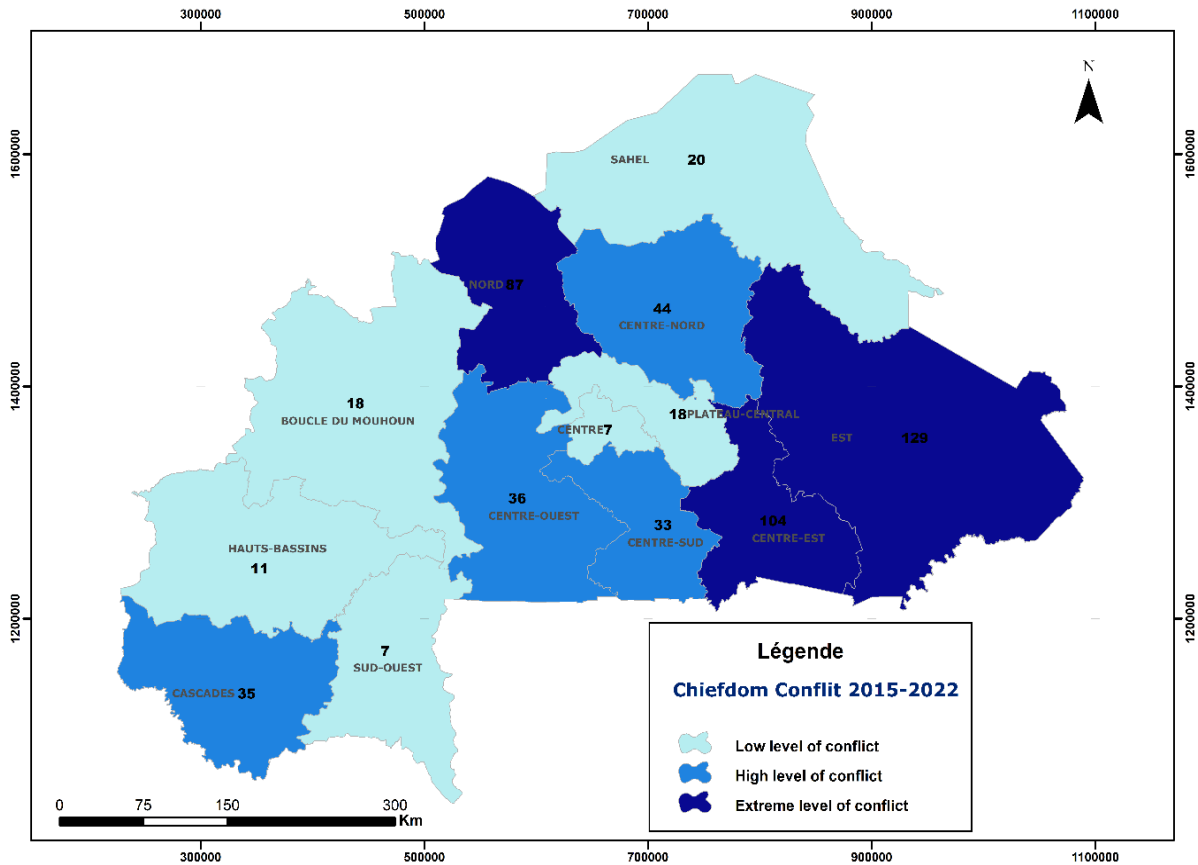 300000 500000 700000 900000 1100000
N
1600000 1600000
SAHEL 20
NORD 87
44
CENTRE-NORD
1400000 1400000
18
BOUCLE DU MOUHOUN
18 PLATEAU-CENTRAL
CENTRE 7
EST 129
36
CENTRE-OUEST
33
CENTRE-SUD
104
CENTRE-EST
HAUTS-BASSINS
11
1200000 1200000
7
SUD-OUEST
CASCADES 35
Légende
Chiefdom Conflit 2015-2022
Low level of conflict
High level of conflict
Extreme level of conflict
0 75 150 300
Km
300000 500000 700000 900000 1100000